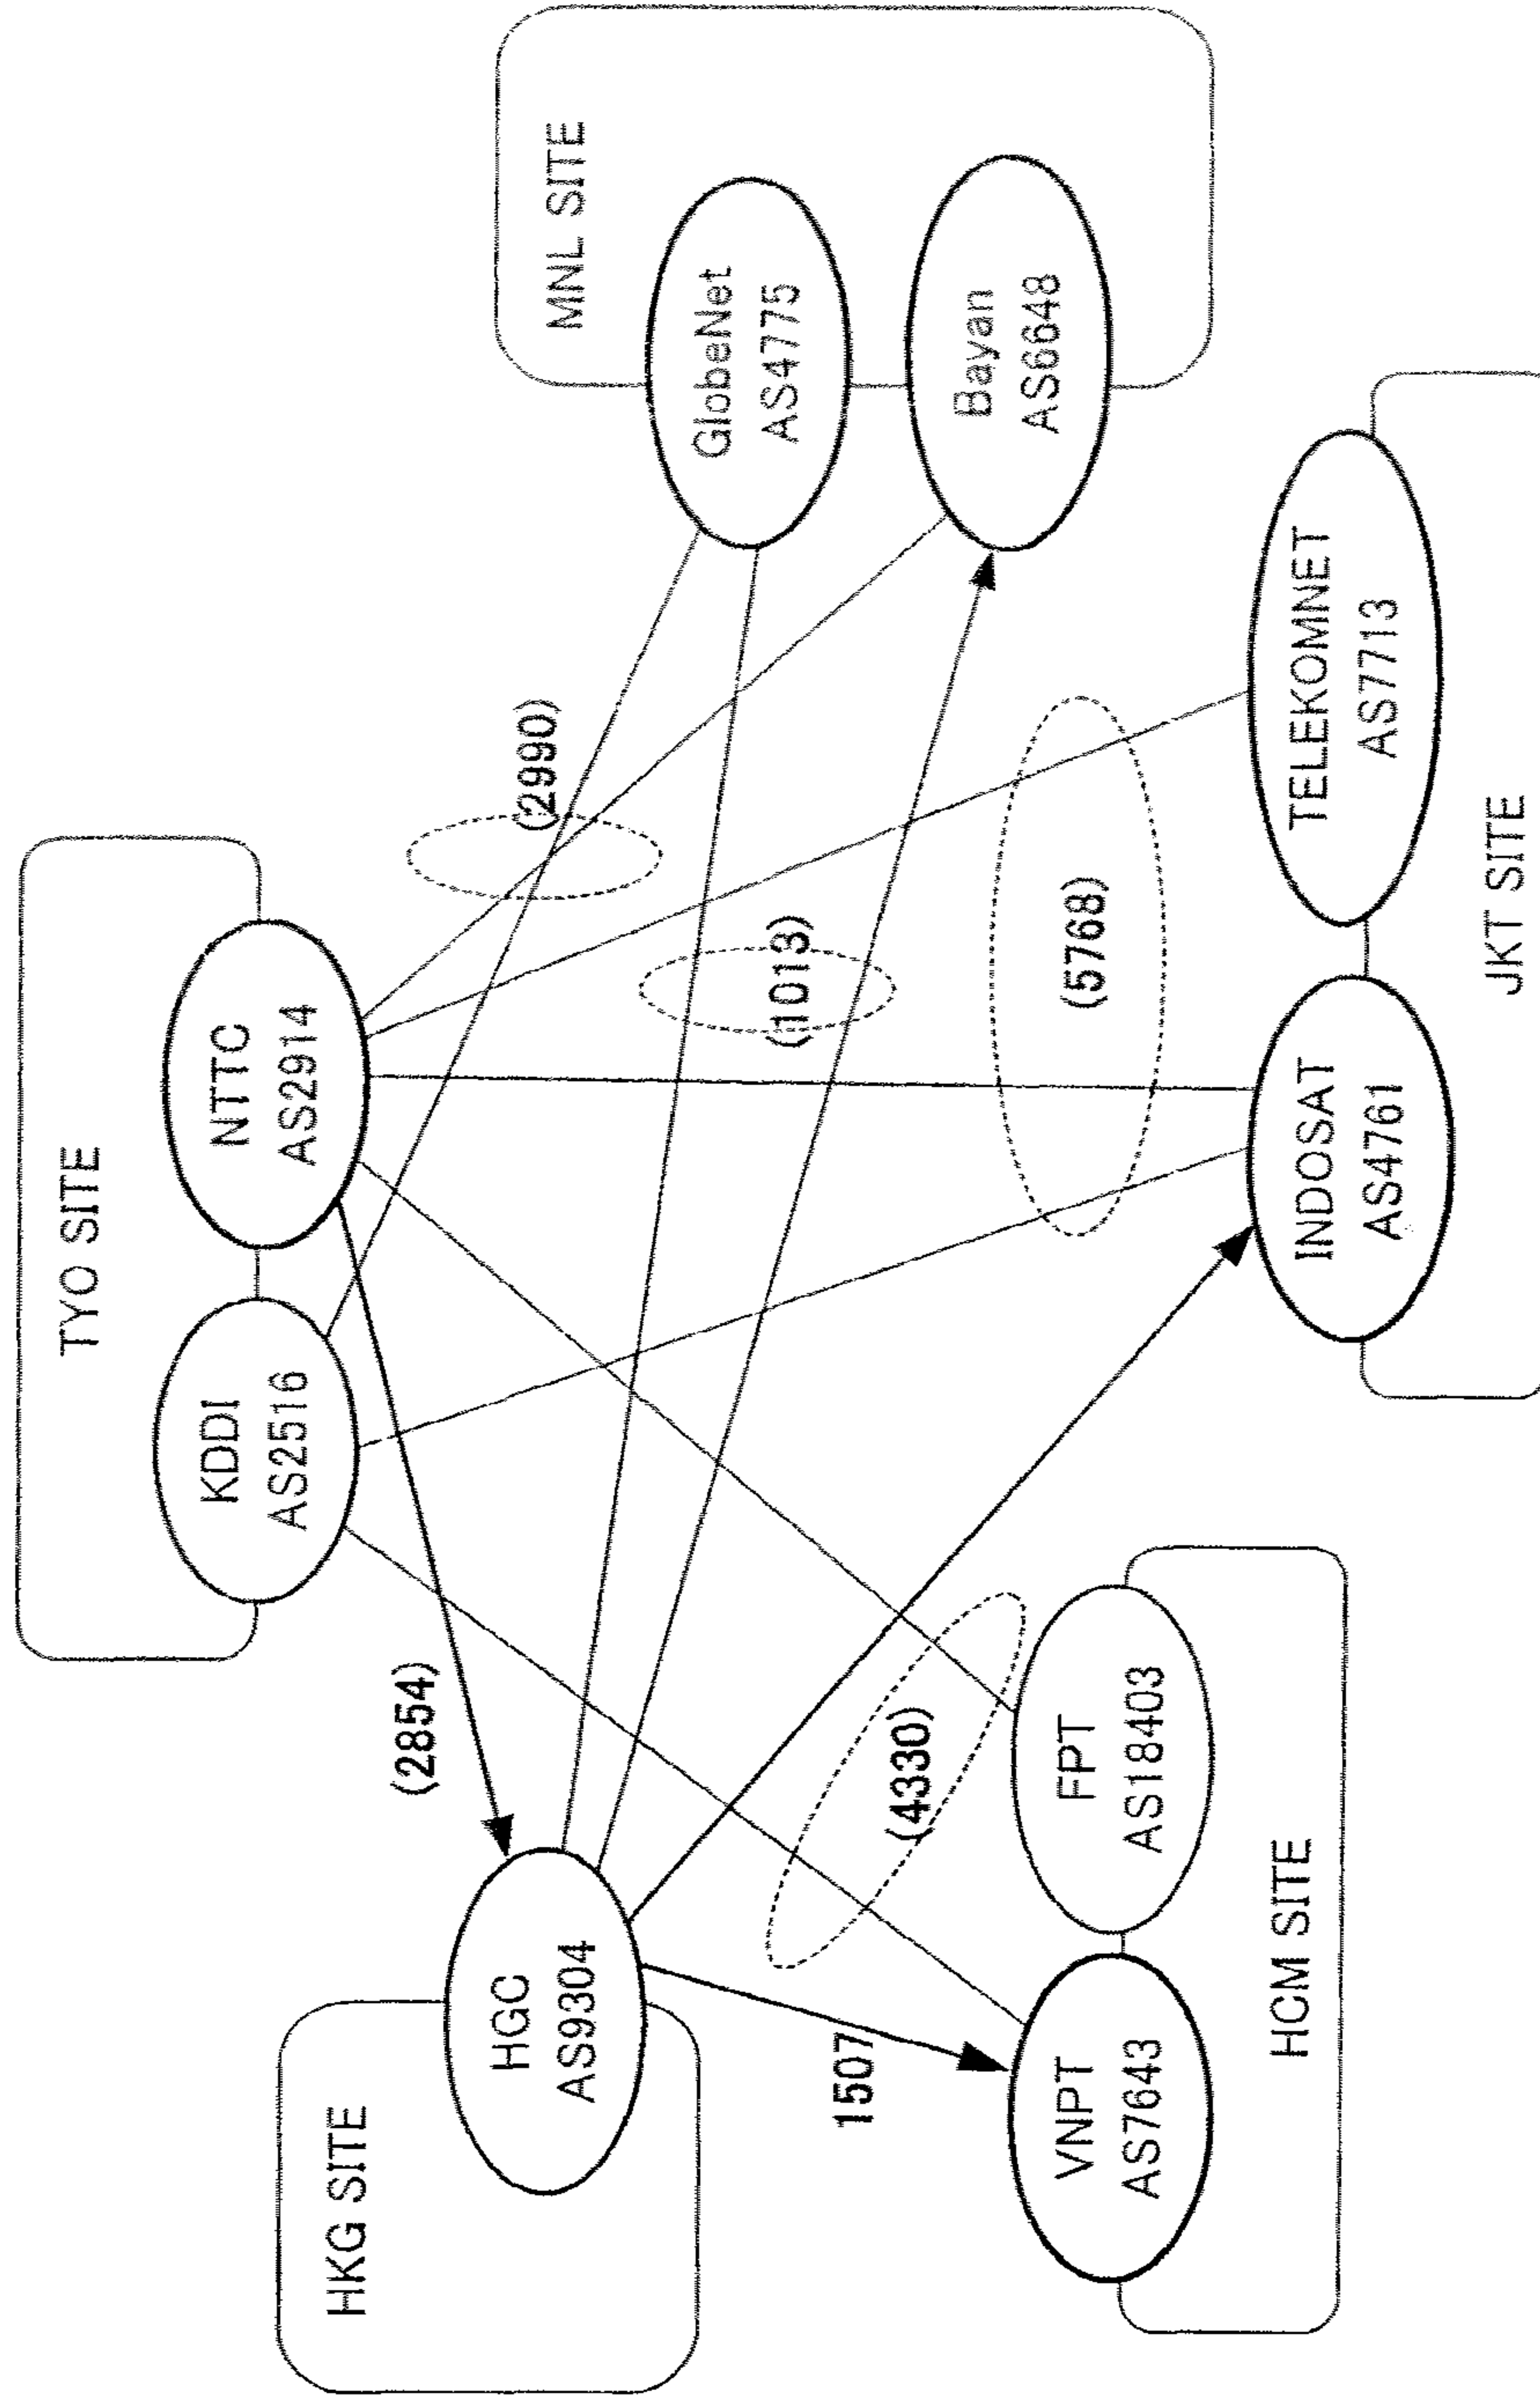 TYO SITE
KDDI
AS2516
NTTC
AS2914
(2854)
(2990)
HKG SITE
HGC
AS9304
MNL SITE
GlobeNet
AS4775
Bayan
AS6648
(1013)
1507
(4330)
(5768)
VNPT
AS7643
FPT
AS18403
HCM SITE
INDOSAT
AS4761
TELEKOMNET
AS7713
JKT SITE